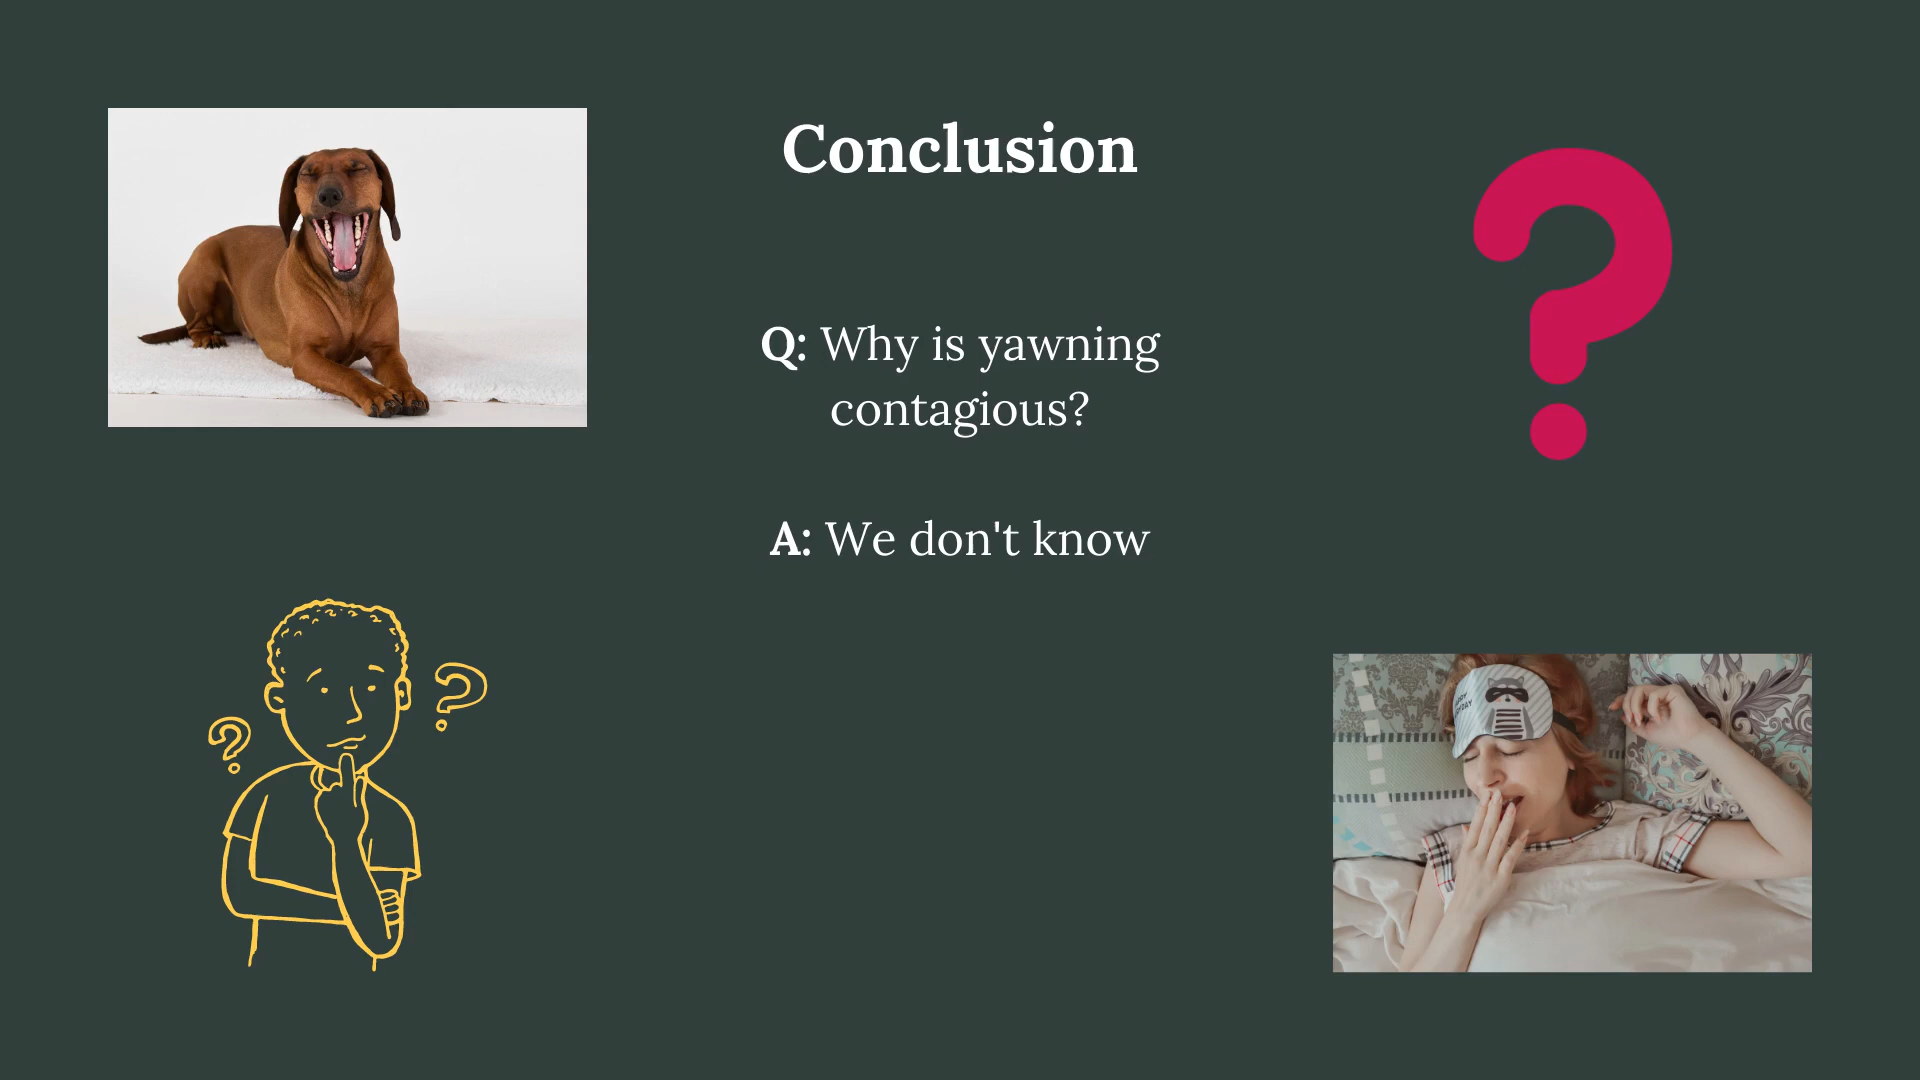 Conclusion
Q: Why is yawning
contagious?
A: We don't know